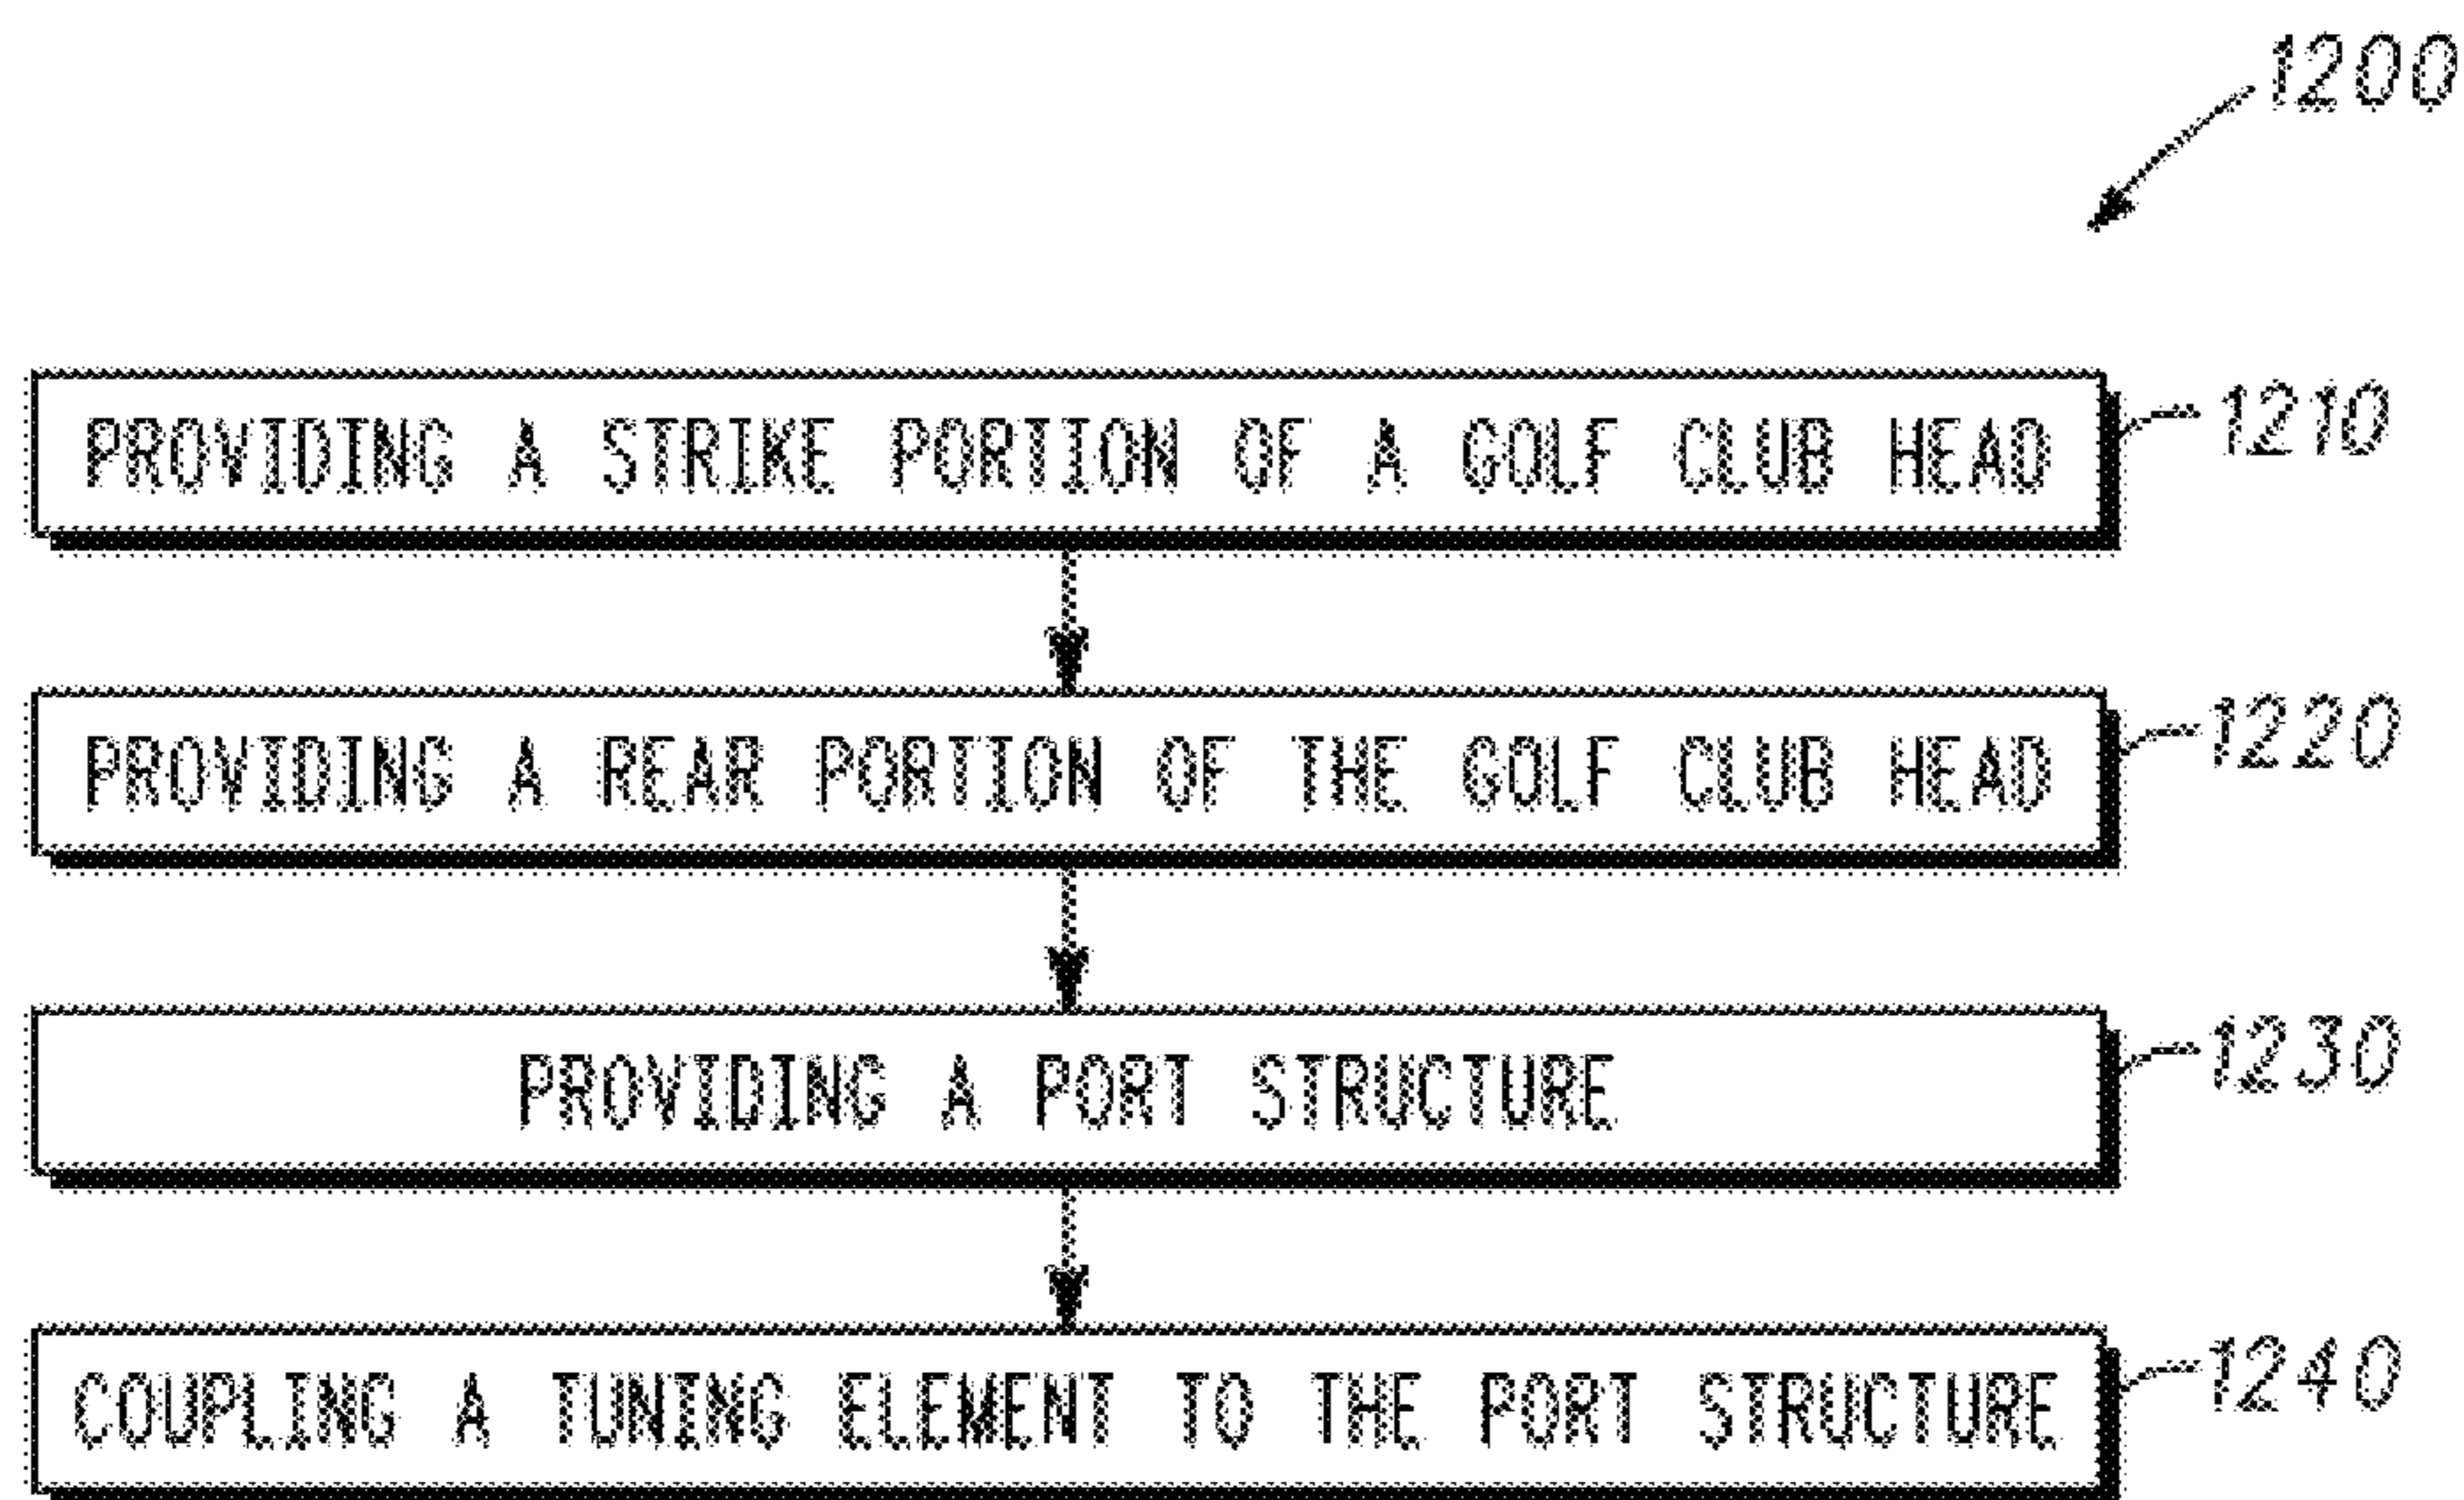 1200
PROVIDING A STRIKE PORTION OF A GOLF CLUB HEAD
1210
PROVIDING A REAR PORTION OF THE GOLF CLUB HEAD
1220
PROVIDING A PORT STRUCTURE
1230
COUPLING A TUNING ELEMENT TO THE PORT STRUCTURE
1240